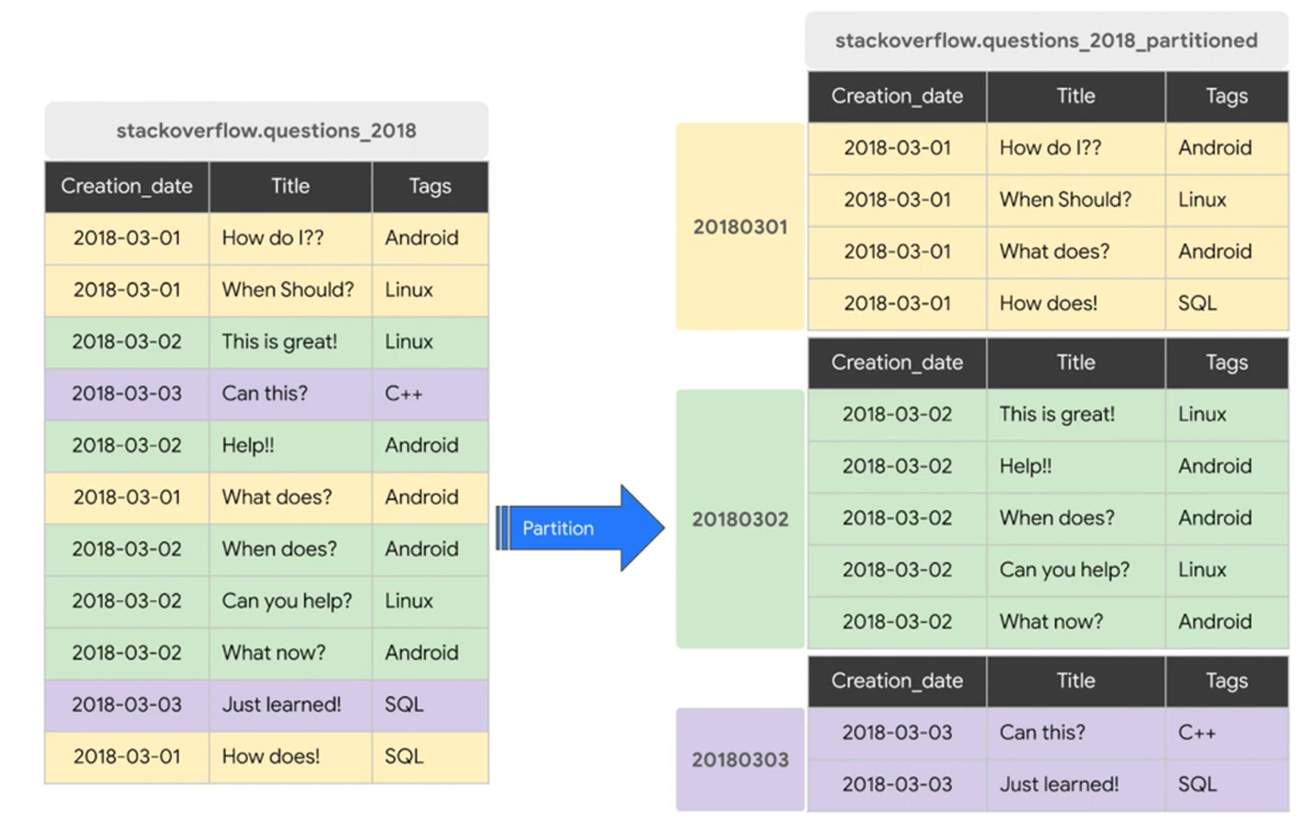 stackoverflow.questions_2018
Creation_date Title Tags
2018-03-01 How do I?? Android
2018-03-01 When Should? Linux
2018-03-02 This is great! Linux
2018-03-03 Can this? C++
2018-03-02 Help!! Android
2018-03-01 What does? Android
2018-03-02 When does? Android
2018-03-02 Can you help? Linux
2018-03-02 What now? Android
2018-03-03 Just learned! SQL
2018-03-01 How does! SQL
Partition
stackoverflow.questions_2018_partitioned
20180301
Creation_date Title Tags
2018-03-01 How do I?? Android
2018-03-01 When Should? Linux
2018-03-01 What does? Android
2018-03-01 How does! SQL
20180302
Creation_date Title Tags
2018-03-02 This is great! Linux
2018-03-02 Help!! Android
2018-03-02 When does? Android
2018-03-02 Can you help? Linux
2018-03-02 What now? Android
20180303
Creation_date Title Tags
2018-03-03 Can this? C++
2018-03-03 Just learned! SQL